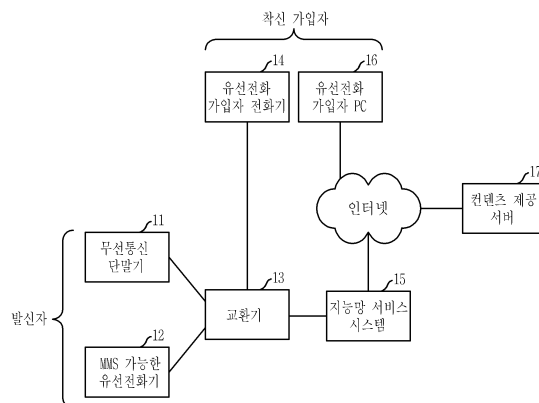 착신 가입자
14
유선전화
가입자 전화기
16
유선전화
가입자 PC
인터넷
17
컨텐츠 제공
서버
11
무선통신
단말기
발신자
12
MMS 가능한
유선전화기
13
교환기
15
지능망 서비스
시스템